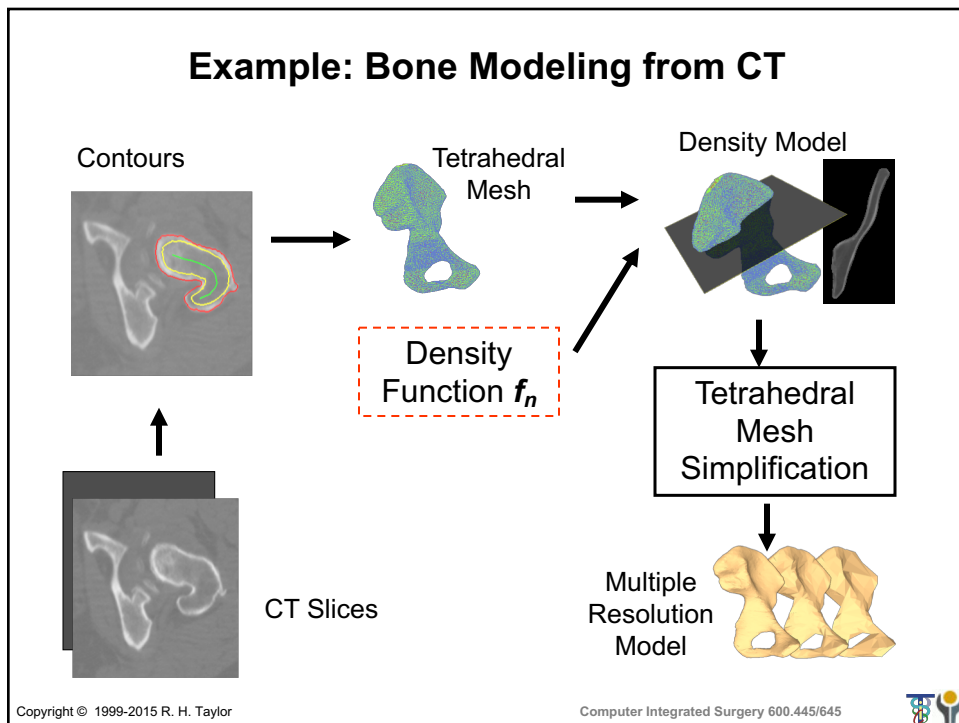 Example: Bone Modeling from CT
Contours
Tetrahedral
Mesh
Density Model
Density
Function f_n
Tetrahedral
Mesh
Simplification
CT Slices
Multiple
Resolution
Model
Copyright © 1999-2015 R. H. Taylor
Computer Integrated Surgery 600.445/645